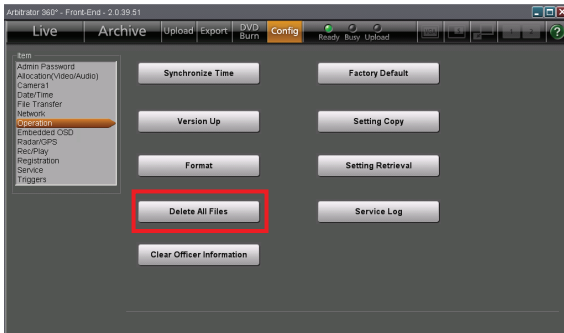 Arbitrator 360° - Front-End - 2.0.39.51
Live Archive Upload Export DVD Burn Config Ready Busy Upload
Item
Admin Password
Allocation(Video/Audio)
Camera1
Date/Time
File Transfer
Network
Operation
Embedded OSD
Radar/GPS
Rec/Play
Registration
Service
Triggers
Synchronize Time Factory Default
Version Up Setting Copy
Format Setting Retrieval
Delete All Files Service Log
Clear Officer Information